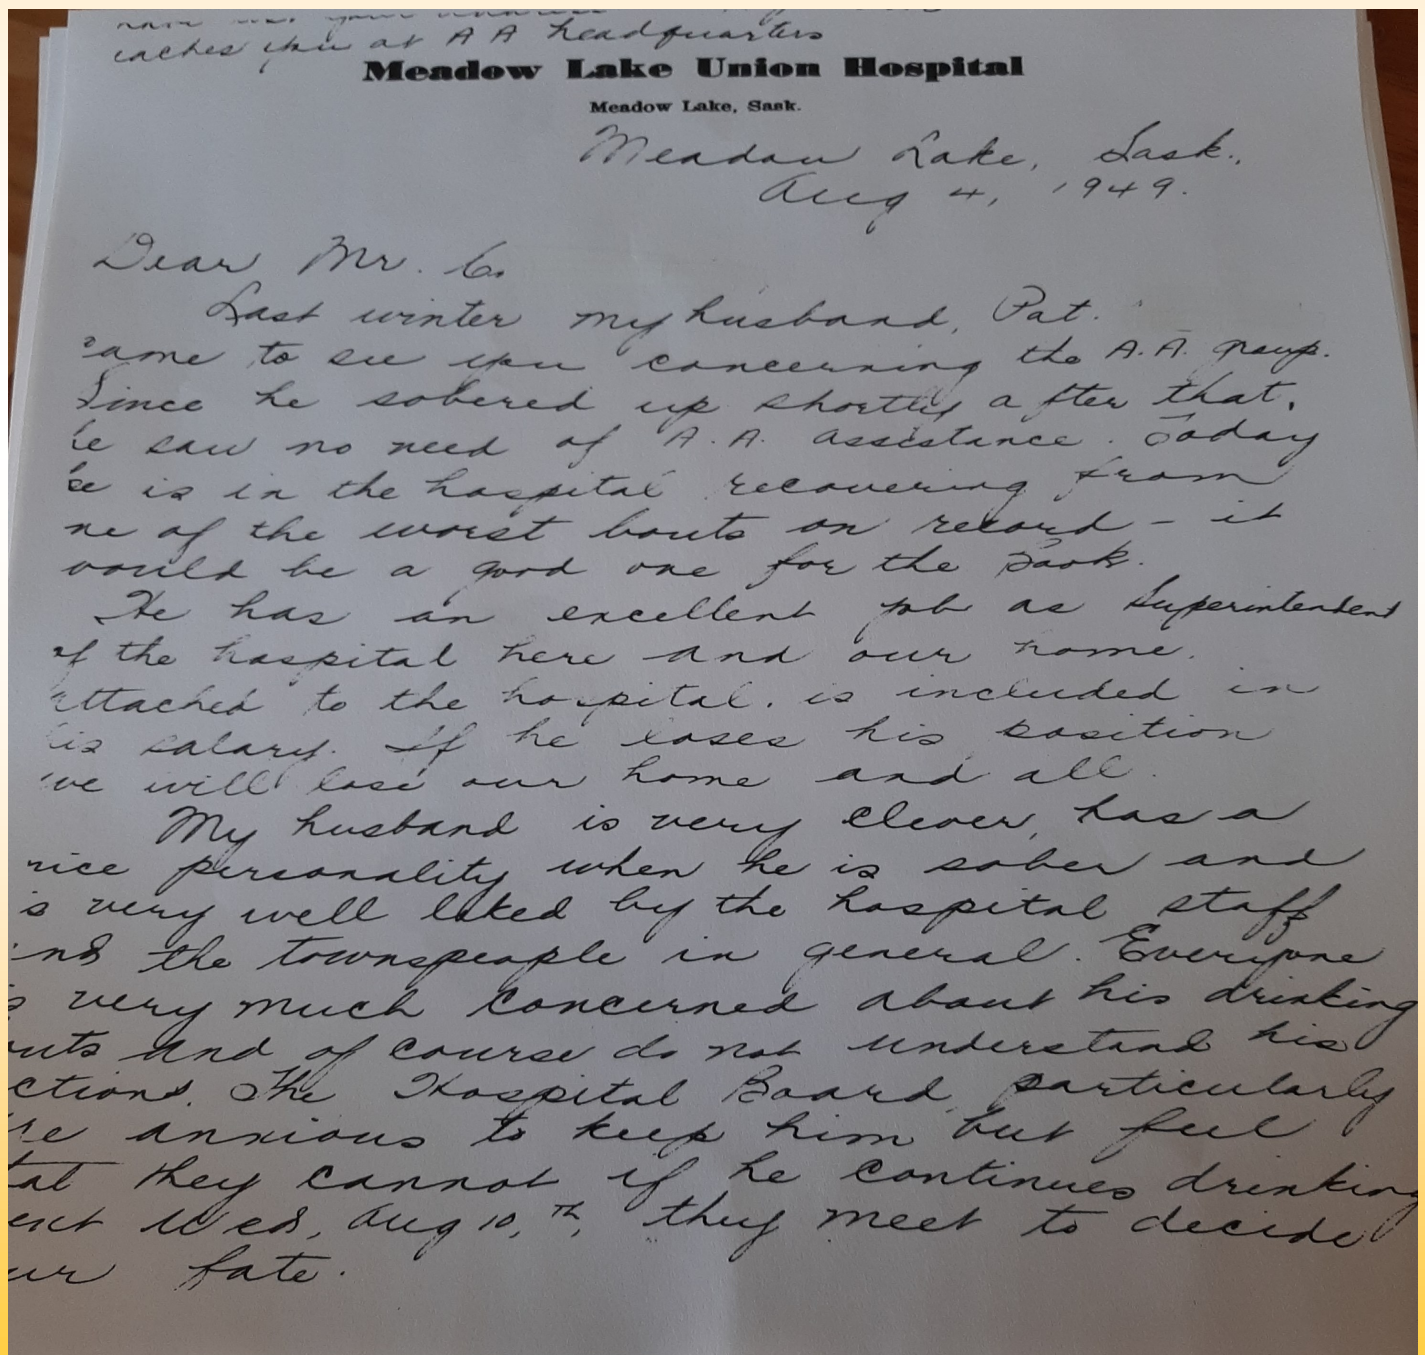 have
eaches you at AA headquarters
Meadow Lake Union Hospital
Meadow Lake, Sask.
Meadow Lake, Sask.,
Aug 4, 1949.
Dear Mr. C.
Last winter my husband, Pat.
came to see you concerning the A.A. group.
Since he sobered up shortly after that,
he saw no need of A.A. assistance. Today
he is in the hospital recovering from
ne of the worst bouts on record - it
would be a good one for the book.
He has an excellent job as Superintendent
of the hospital here and our home.
attached to the hospital. is included in
his salary. If he loses his position
we will lose our home and all.
My husband is very clever, has a
nice personality when he is sober and
is very well liked by the hospital staff
and the townspeople in general. Everyone
s very much concerned about his drinking
outs and of course do not understand his
ctions. The Hospital Board, particularly
re anxious to keep him but feel
tat they cannot if he continues drinking
ext Wed, Aug 10, th, they meet to decide
ur fate.